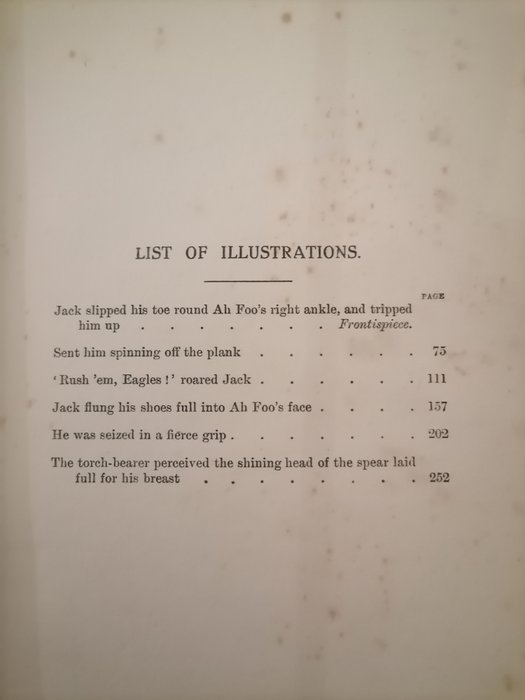 LIST OF ILLUSTRATIONS.
PAGE
Jack slipped his toe round Ah Foo's right ankle, and tripped
him up . . . . . . . Frontispiece.
Sent him spinning off the plank . . . . . . 75
'Rush 'em, Eagles!' roared Jack . . . . . . 111
Jack flung his shoes full into Ah Foo's face . . . . 157
He was seized in a fierce grip . . . . . . . 202
The torch-bearer perceived the shining head of the spear laid
full for his breast . . . . . . . . 252